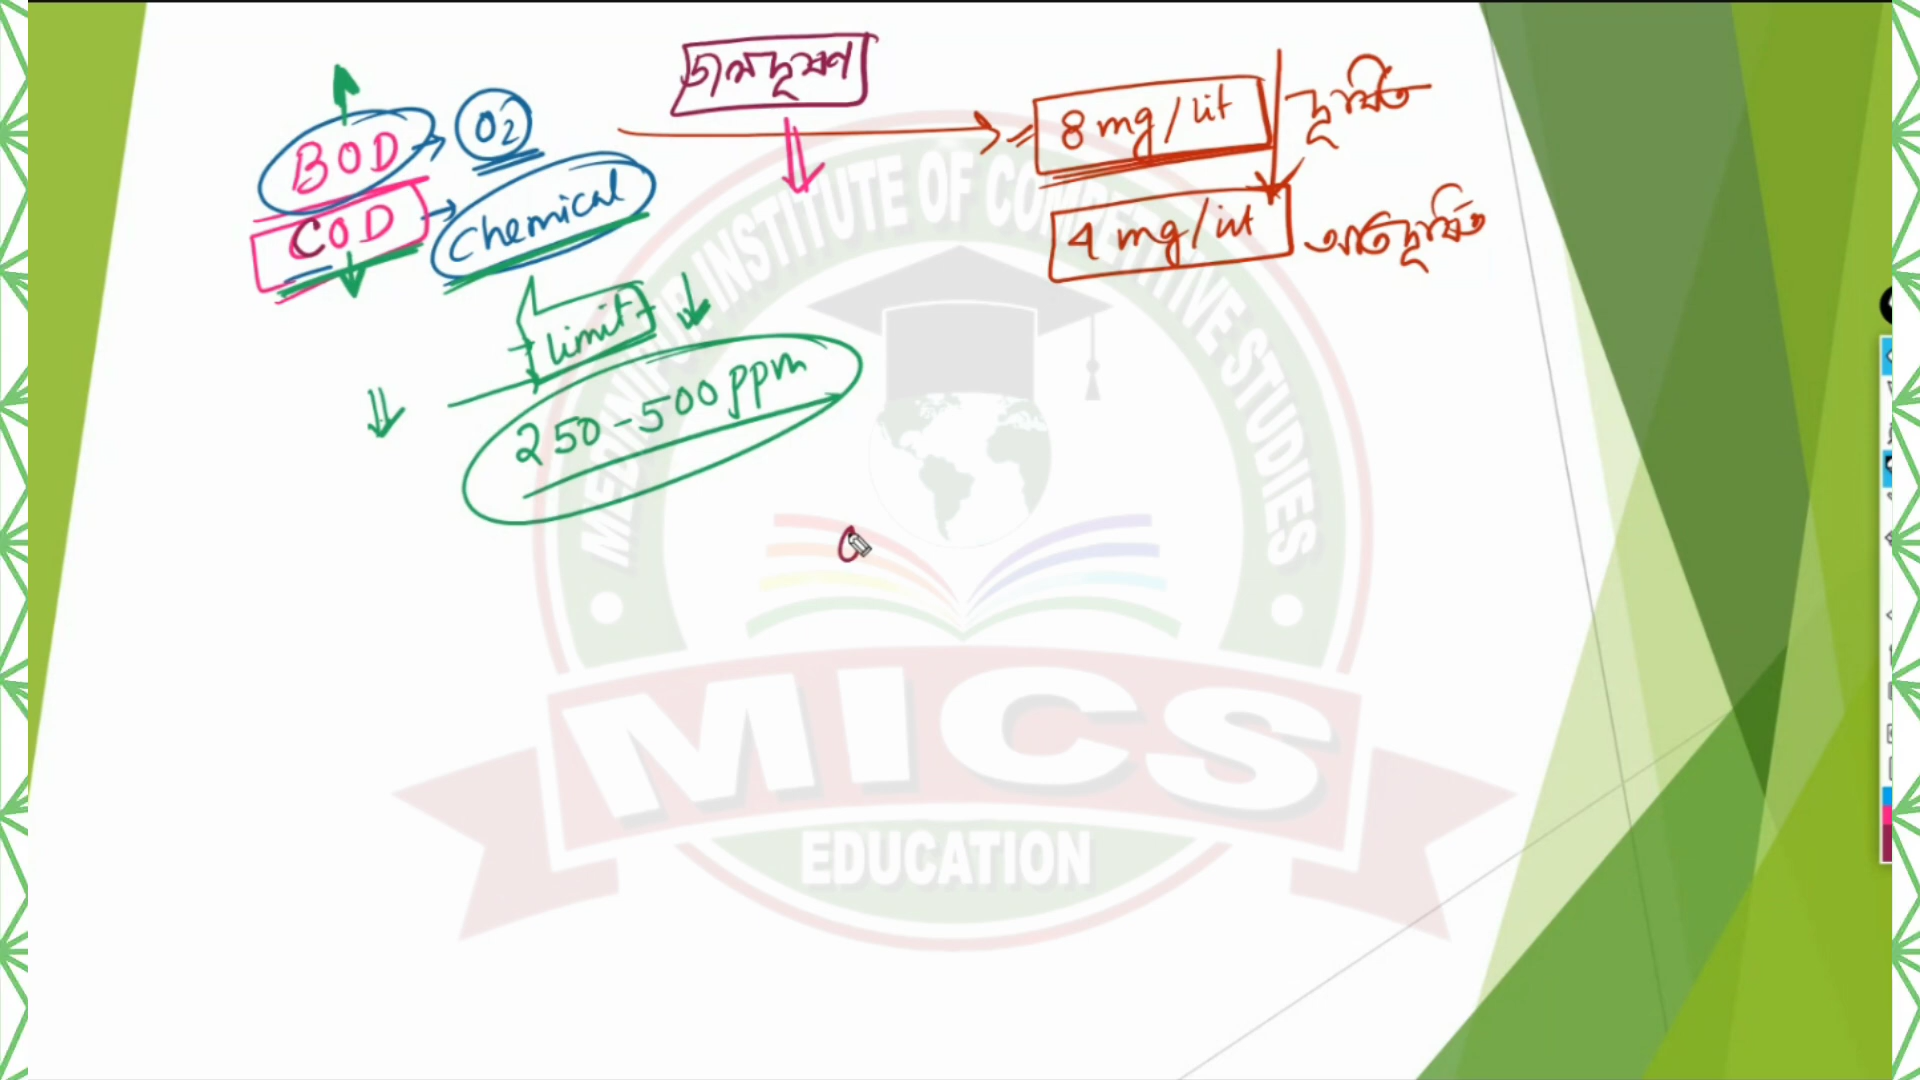 জলদূষণ
BOD → O2
COD → Chemical
= 8 mg/lit দূষিত
4 mg/lit অতিদূষিত
limit
250-500 ppm
MEDINIPUR INSTITUTE OF COMPETITIVE STUDIES
MICS
EDUCATION